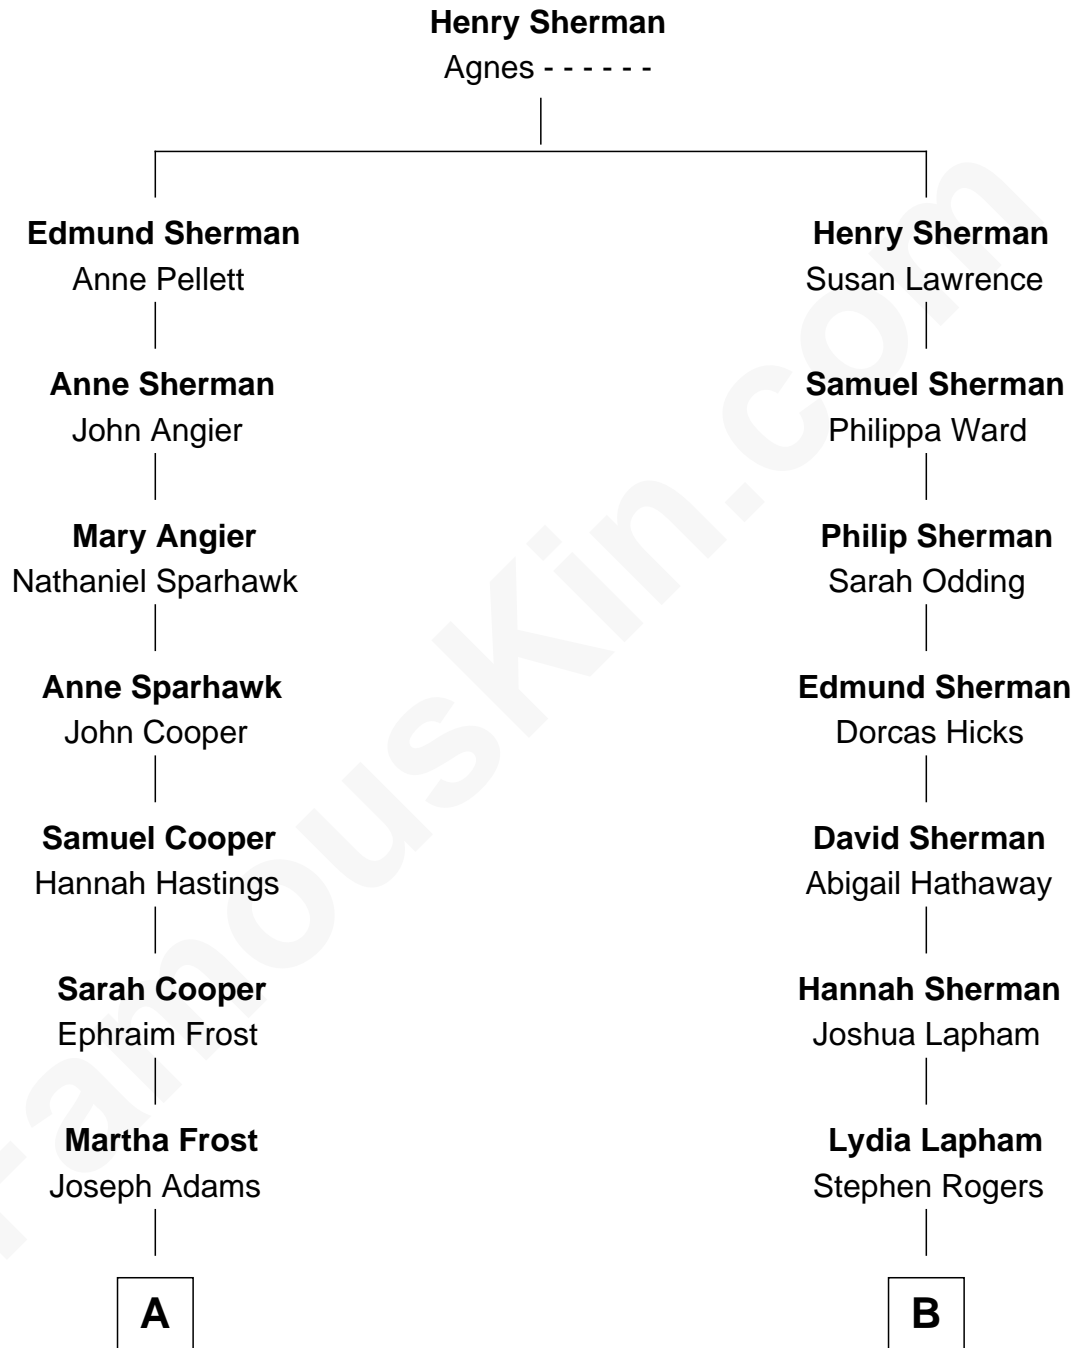 Henry Sherman
Agnes - - - - - -
Edmund Sherman
Anne Pellett
Henry Sherman
Susan Lawrence
Anne Sherman
John Angier
Samuel Sherman
Philippa Ward
Mary Angier
Nathaniel Sparhawk
Philip Sherman
Sarah Odding
Anne Sparhawk
John Cooper
Edmund Sherman
Dorcas Hicks
Samuel Cooper
Hannah Hastings
David Sherman
Abigail Hathaway
Sarah Cooper
Ephraim Frost
Hannah Sherman
Joshua Lapham
Martha Frost
Joseph Adams
Lydia Lapham
Stephen Rogers
A
B
FamousKin.com